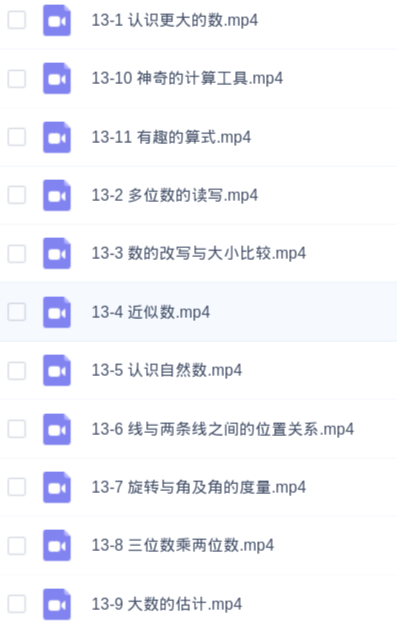 13-1 认识更大的数.mp4
13-10 神奇的计算工具.mp4
13-11 有趣的算式.mp4
13-2 多位数的读写.mp4
13-3 数的改写与大小比较.mp4
13-4 近似数.mp4
13-5 认识自然数.mp4
13-6 线与两条线之间的位置关系.mp4
13-7 旋转与角及角的度量.mp4
13-8 三位数乘两位数.mp4
13-9 大数的估计.mp4